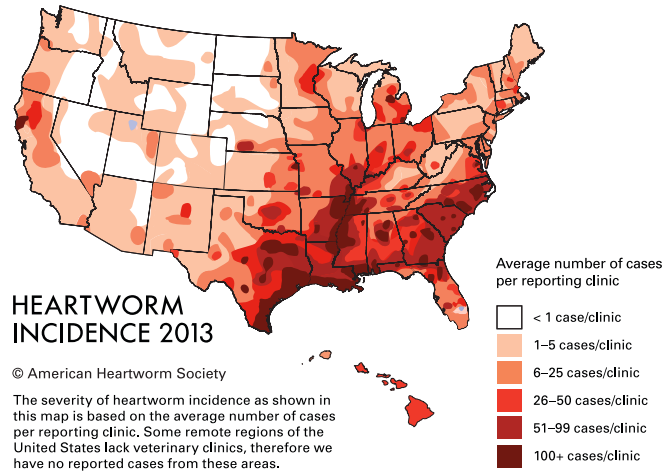 HEARTWORM
INCIDENCE 2013
© American Heartworm Society
The severity of heartworm incidence as shown in
this map is based on the average number of cases
per reporting clinic. Some remote regions of the
United States lack veterinary clinics, therefore we
have no reported cases from these areas.
Average number of cases
per reporting clinic
< 1 case/clinic
1–5 cases/clinic
6–25 cases/clinic
26–50 cases/clinic
51–99 cases/clinic
100+ cases/clinic